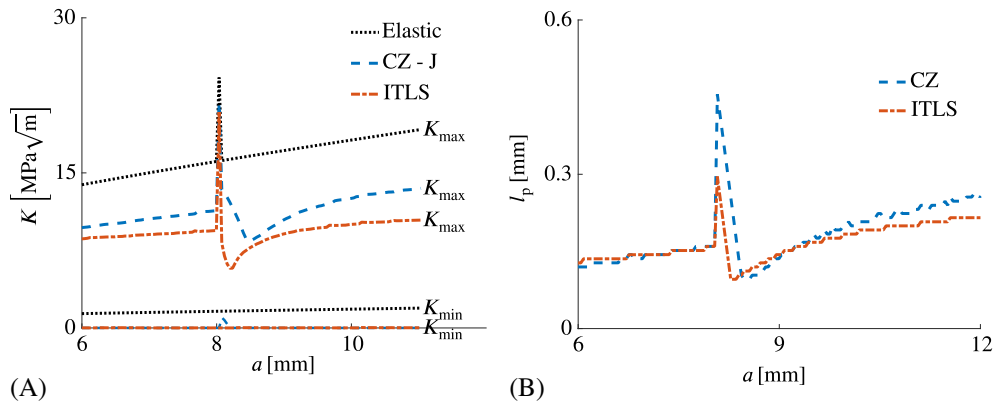 30
Elastic
CZ - J
ITLS
K [MPa√m]
K_max
15
K_max
K_max
K_min
0
K_min
6
8
10
a [mm]
(A)
0.6
CZ
ITLS
l_p [mm]
0.3
0
6
9
12
a [mm]
(B)